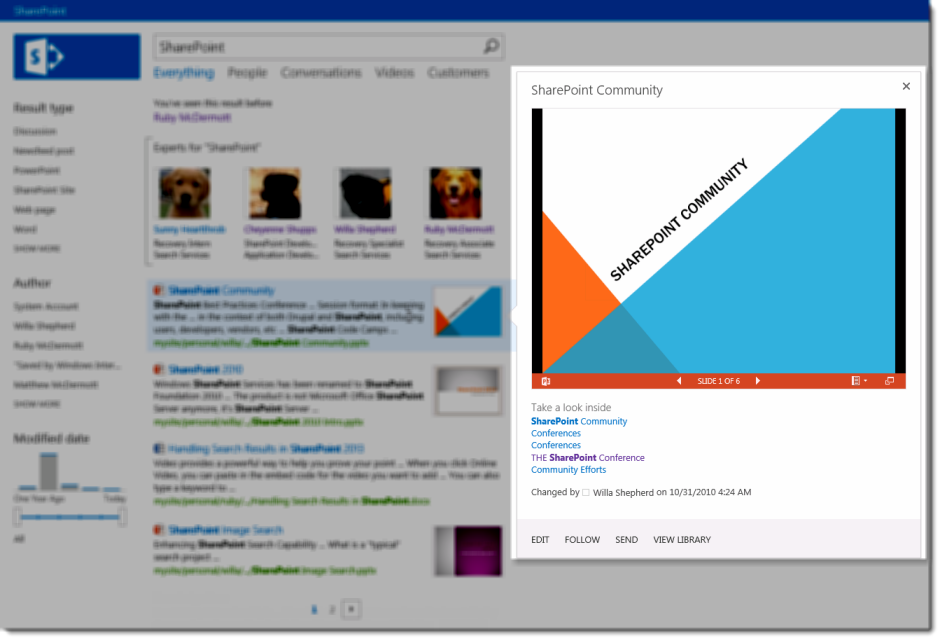 SharePoint
S
SharePoint
Everything People Conversations Videos Customers
You've seen this result before
Ruby McDermott
Result type
Discussion
Newsfeed post
PowerPoint
SharePoint Site
Web page
Word
SHOW MORE
Author
System Account
Willa Shepherd
Ruby McDermott
"Saved by Windows Inter...
Matthew McDermott
SHOW MORE
Modified date
One Year Ago Today
All
Experts for "SharePoint"
Sunny Hearthfinds
Recovery Intern
Search Services
Cheyenne Shuggs
SharePoint Develo...
Application Develo...
Willa Shepherd
Recovery Specialist
Search Services
Ruby McDermott
Recovery Associate
Search Services
SharePoint Community
SharePoint Best Practices Conference ... Session format: In keeping
with the ... in the context of both Drupal and SharePoint, including
users, developers, vendors, etc ... SharePoint Code Camps ...
mysite/personal/willa/.../SharePoint Community.pptx
SharePoint 2010
Windows SharePoint Services has been renamed to SharePoint
Foundation 2010 ... The product is not Microsoft Office SharePoint
Server anymore, it's SharePoint Server ...
mysite/personal/willa/.../SharePoint 2010 Intro.pptx
Handling Search Results in SharePoint 2013
Video provides a powerful way to help you prove your point ... When you click Online
Video, you can paste in the embed code for the video you want to add ... You can also
type a keyword to ...
mysite/personal/ruby/.../Handling Search Results in SharePoint.docx
SharePoint Image Search
Enhancing SharePoint Search Capability ... What is a "typical"
search project ...
mysite/personal/willa/.../SharePoint Image Search.pptx
1 2
SharePoint Community
SHAREPOINT COMMUNITY
SLIDE 1 OF 6
Take a look inside
SharePoint Community
Conferences
Conferences
THE SharePoint Conference
Community Efforts
Changed by Willa Shepherd on 10/31/2010 4:24 AM
EDIT FOLLOW SEND VIEW LIBRARY